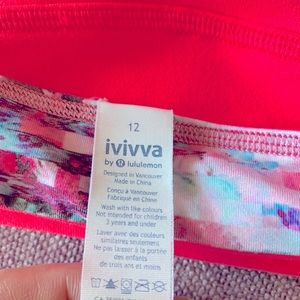 12
ivivva
by lululemon
Designed in Vancouver
Made in China
Conçu à Vancouver
Fabriqué en Chine
Wash with like colours
Not intended for children
3 years and under
Laver avec des couleurs
similaires seulement
Ne pas laisser à la portée
des enfants
de trois ans et moins